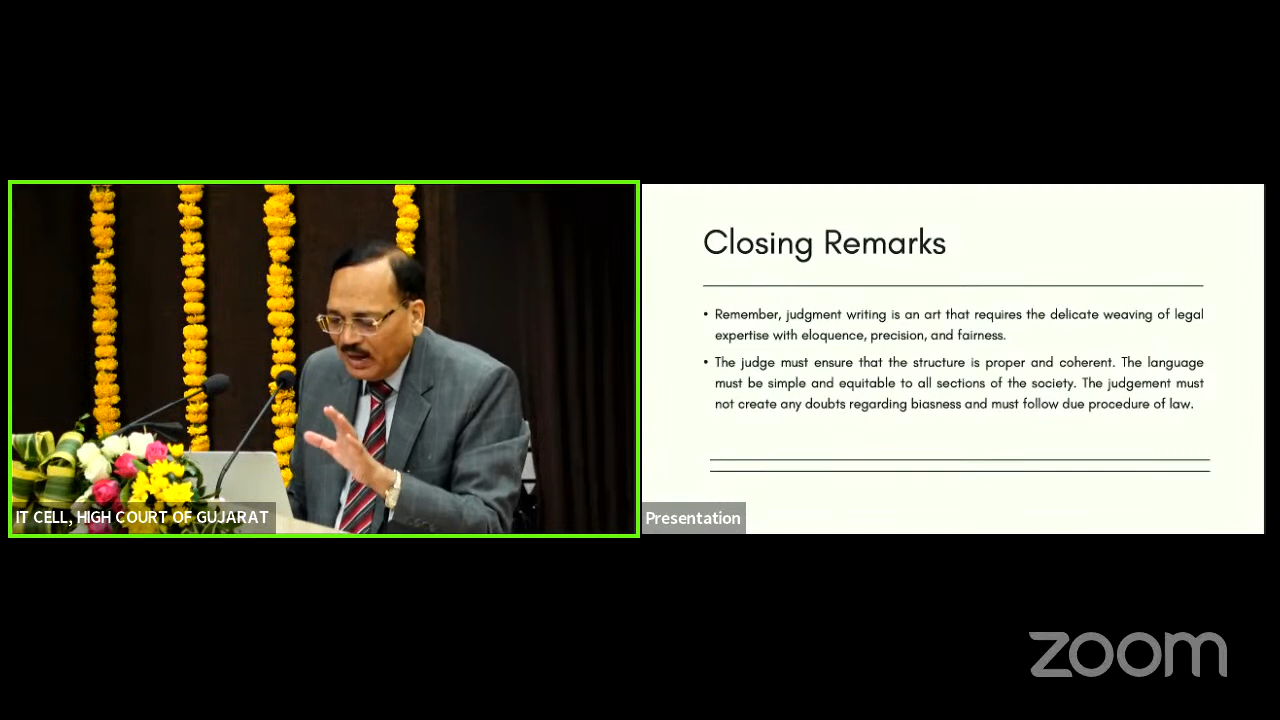 IT CELL, HIGH COURT OF GUJARAT
Closing Remarks
• Remember, judgment writing is an art that requires the delicate weaving of legal
expertise with eloquence, precision, and fairness.
• The judge must ensure that the structure is proper and coherent. The language
must be simple and equitable to all sections of the society. The judgement must
not create any doubts regarding biasness and must follow due procedure of law.
Presentation
zoom